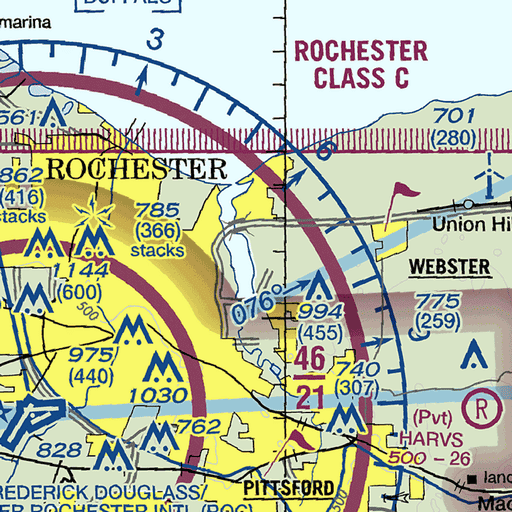 BUFFALO
marina
3
ROCHESTER
CLASS C
561
701
(280)
6
ROCHESTER
862
(416)
stacks
785
(366)
stacks
Union Hi
WEBSTER
1144
(600)
500
076°
994
(455)
775
(259)
975
(440)
46
21
740
(307)
1030
(Pvt)
R
HARVS
500 - 26
762
828
PITTSFORD
500
land
Mac
FREDERICK DOUGLASS/
ER ROCHESTER INTL (ROC)